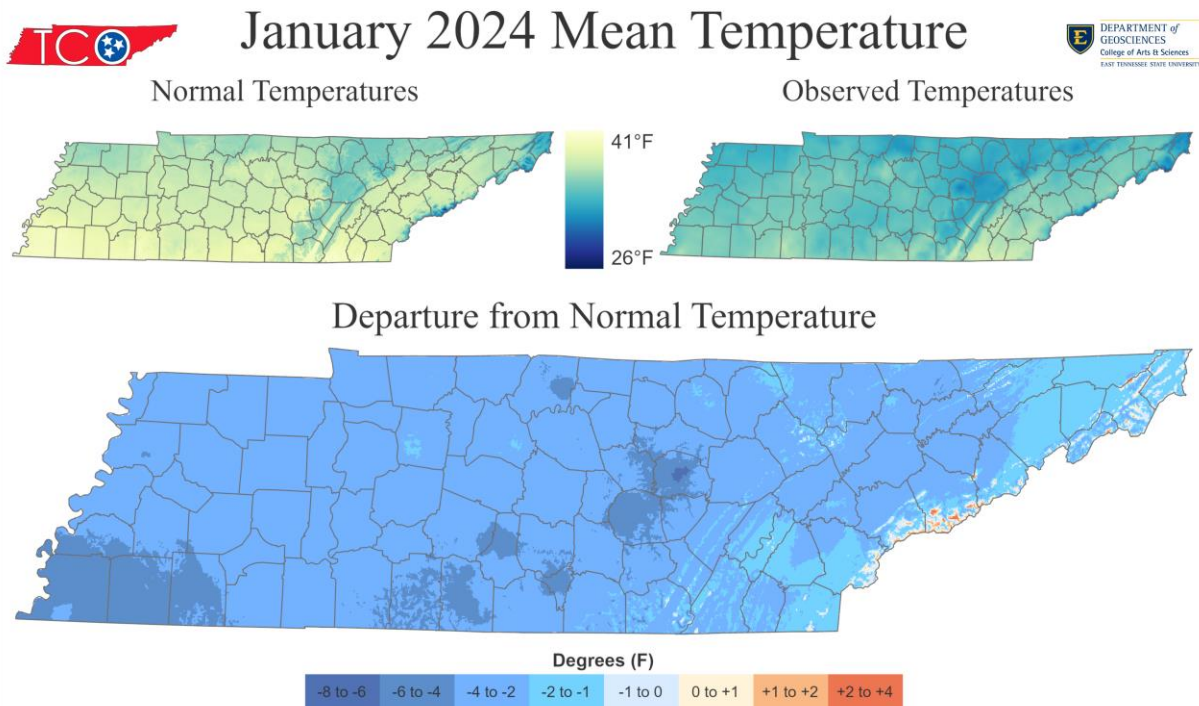 TCO
January 2024 Mean Temperature
E
DEPARTMENT of
GEOSCIENCES
College of Arts & Sciences
EAST TENNESSEE STATE UNIVERSITY
Normal Temperatures
Observed Temperatures
41°F
26°F
Departure from Normal Temperature
Degrees (F)
-8 to -6 -6 to -4 -4 to -2 -2 to -1 -1 to 0 0 to +1 +1 to +2 +2 to +4